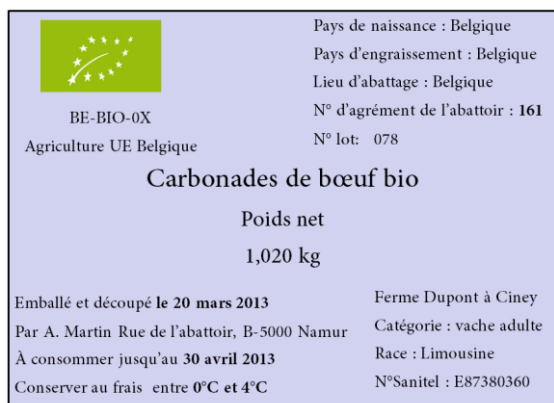 BE-BIO-0X
Agriculture UE Belgique
Pays de naissance : Belgique
Pays d'engraissement : Belgique
Lieu d'abattage : Belgique
N° d'agrément de l'abattoir : 161
N° lot: 078
Carbonades de bœuf bio
Poids net
1,020 kg
Emballé et découpé le 20 mars 2013
Par A. Martin Rue de l'abattoir, B-5000 Namur
À consommer jusqu'au 30 avril 2013
Conserver au frais entre 0°C et 4°C
Ferme Dupont à Ciney
Catégorie : vache adulte
Race : Limousine
N°Sanitel : E87380360